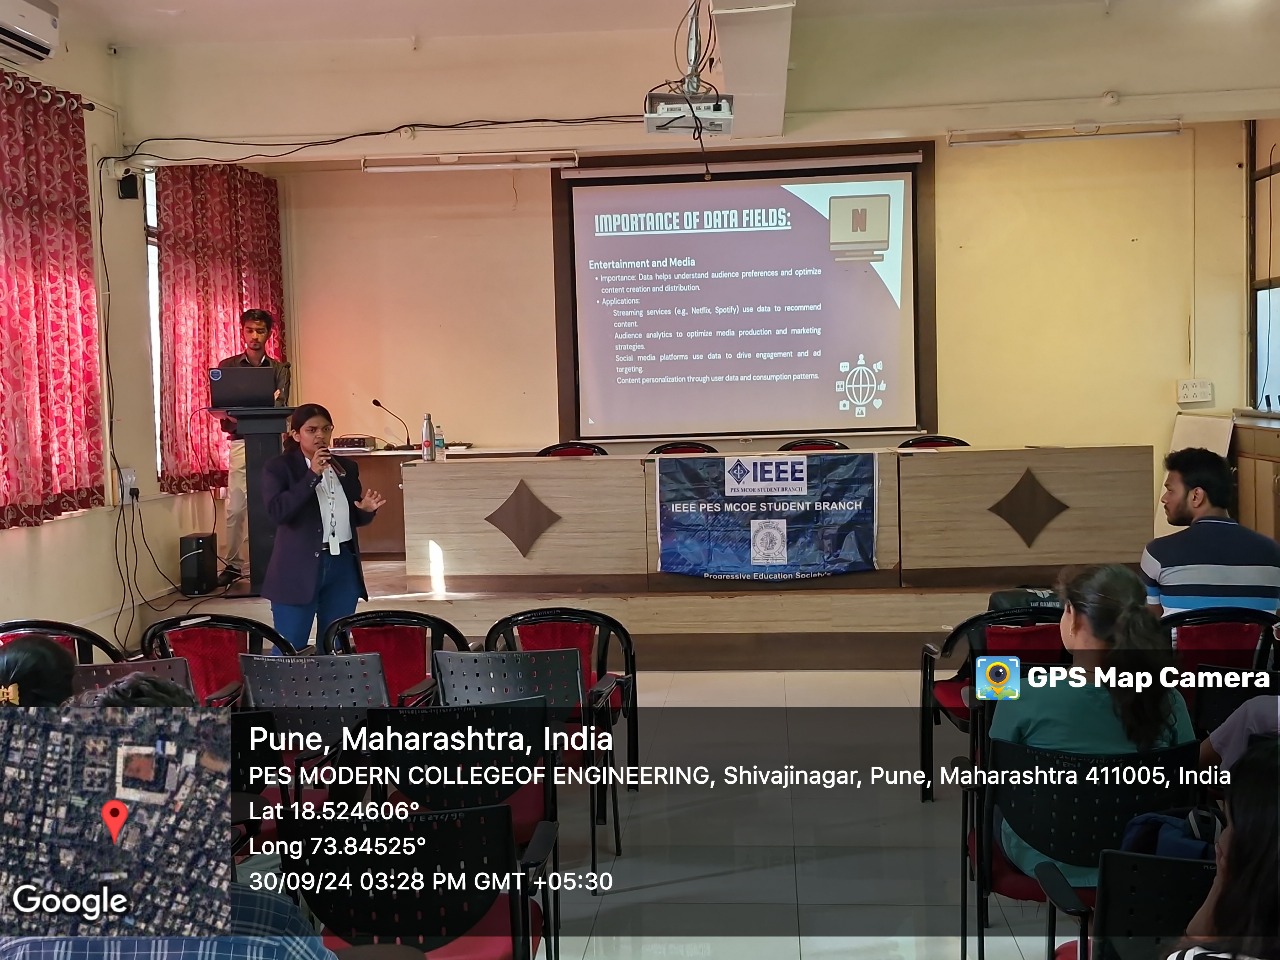 IMPORTANCE OF DATA FIELDS:
N
Entertainment and Media
• Importance: Data helps understand audience preferences and optimize
content creation and distribution.
• Applications:
Streaming services (e.g., Netflix, Spotify) use data to recommend
content.
Audience analytics to optimize media production and marketing
strategies.
Social media platforms use data to drive engagement and ad
targeting.
Content personalization through user data and consumption patterns.
IEEE
PES MCOE STUDENT BRANCH
IEEE PES MCOE STUDENT BRANCH
Progressive Education Society's
GPS Map Camera
Pune, Maharashtra, India
PES MODERN COLLEGEOF ENGINEERING, Shivajinagar, Pune, Maharashtra 411005, India
Lat 18.524606°
Long 73.84525°
30/09/24 03:28 PM GMT +05:30
Google